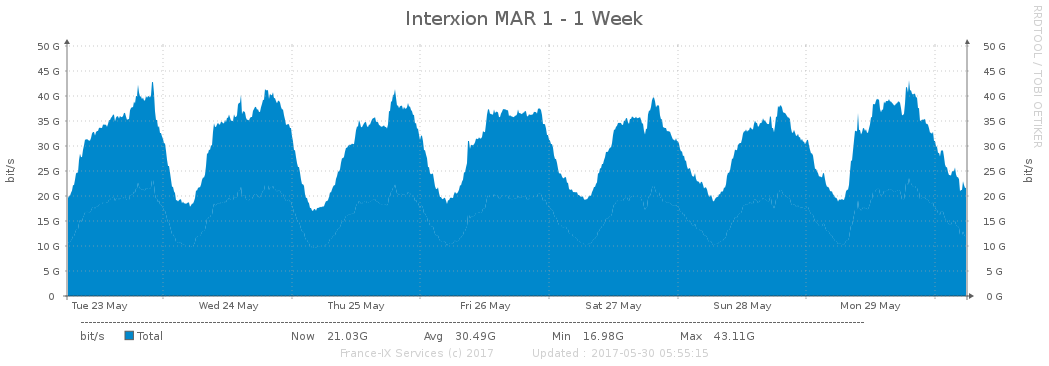 Interxion MAR 1 - 1 Week
RRDTOOL / TOBI OETIKER
50 G 50 G
45 G 45 G
40 G 40 G
35 G 35 G
30 G 30 G
25 G 25 G
20 G 20 G
15 G 15 G
10 G 10 G
5 G 5 G
0 0 G
bit/s bit/s
Tue 23 May Wed 24 May Thu 25 May Fri 26 May Sat 27 May Sun 28 May Mon 29 May
bit/s Total Now 21.03G Avg 30.49G Min 16.98G Max 43.11G
France-IX Services (c) 2017 Updated : 2017-05-30 05:55:15